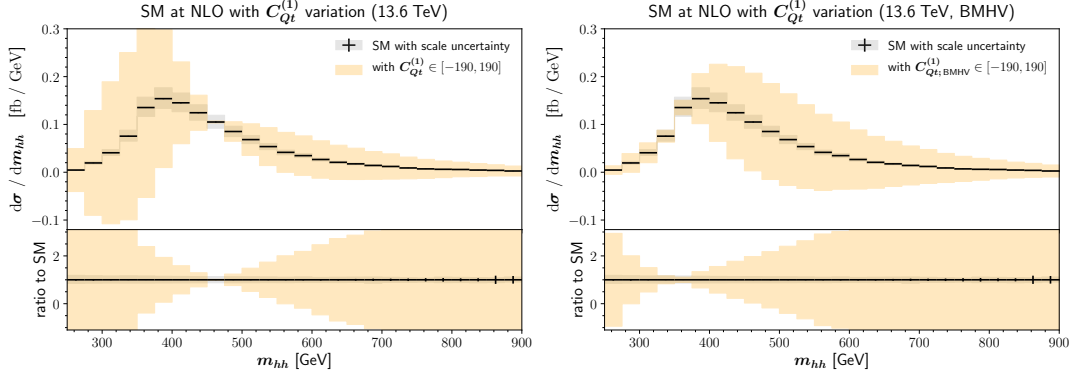 SM at NLO with C_{Qt}^{(1)} variation (13.6 TeV)
dσ / dm_{hh} [fb / GeV]
0.3
0.2
0.1
0.0
−0.1
SM with scale uncertainty
with C_{Qt}^{(1)} ∈ [−190, 190]
ratio to SM
2
0
300 400 500 600 700 800 900
m_{hh} [GeV]
SM at NLO with C_{Qt}^{(1)} variation (13.6 TeV, BMHV)
dσ / dm_{hh} [fb / GeV]
0.3
0.2
0.1
0.0
−0.1
SM with scale uncertainty
with C_{Qt;BMHV}^{(1)} ∈ [−190, 190]
ratio to SM
2
0
300 400 500 600 700 800 900
m_{hh} [GeV]